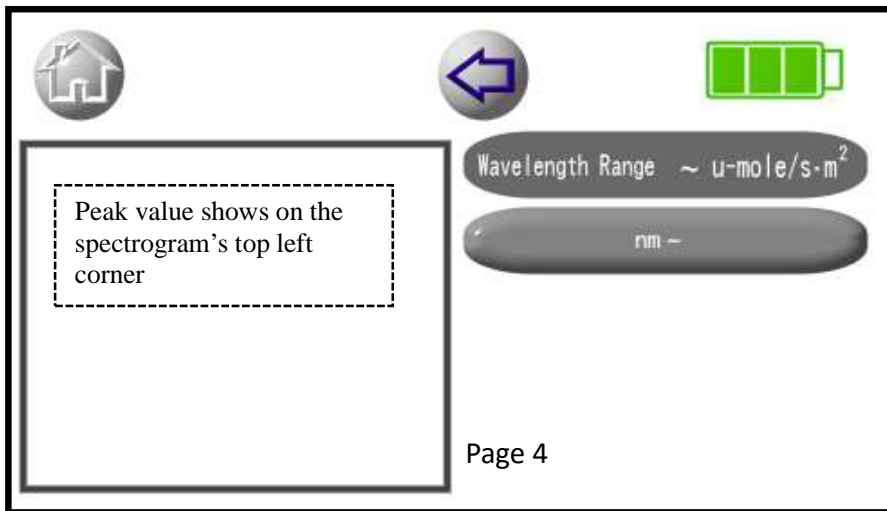 Wavelength Range ~ u-mole/s·m²
nm ~
Peak value shows on the
spectrogram's top left
corner
Page 4